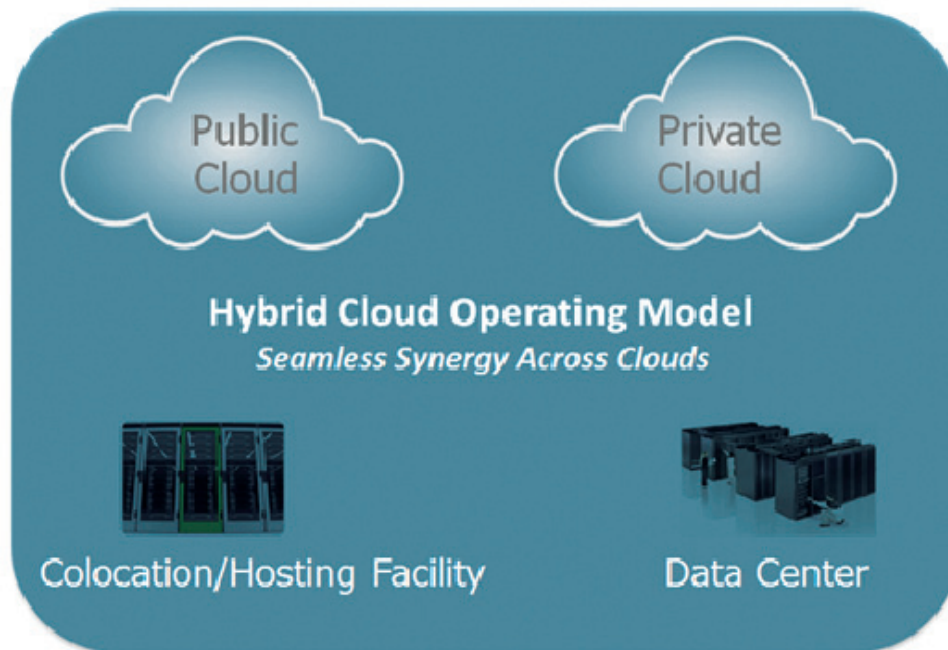 Public
Cloud
Private
Cloud
Hybrid Cloud Operating Model
Seamless Synergy Across Clouds
Colocation/Hosting Facility
Data Center